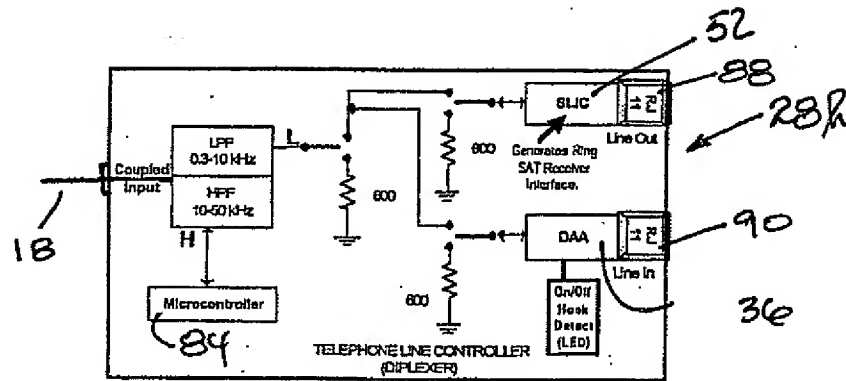 52
88
28h
SLIC
Line Out
Generates Ring
SAT Receiver
Interface.
LPF
0.3-10 kHz
L
Coupled
Input
HPF
10-50 kHz
H
18
600
600
600
DAA
Line In
90
36
On/Off
Hook
Detect
(LED)
Microcontroller
84
TELEPHONE LINE CONTROLLER
(DIPLEXER)